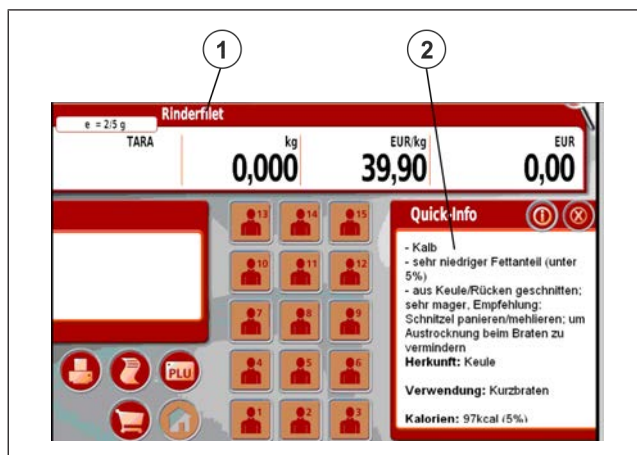 1
2
Rinderfilet
e = 2/5 g
TARA
kg
EUR/kg
EUR
0,000
39,90
0,00
Quick-Info
- Kalb
- sehr niedriger Fettanteil (unter
5%)
- aus Keule/Rücken geschnitten;
sehr mager, Empfehlung:
Schnitzel panieren/mehlieren; um
Austrocknung beim Braten zu
vermindern
Herkunft: Keule
Verwendung: Kurzbraten
Kalorien: 97kcal (5%)
13
14
15
10
11
12
7
8
9
4
5
6
1
2
3
PLU